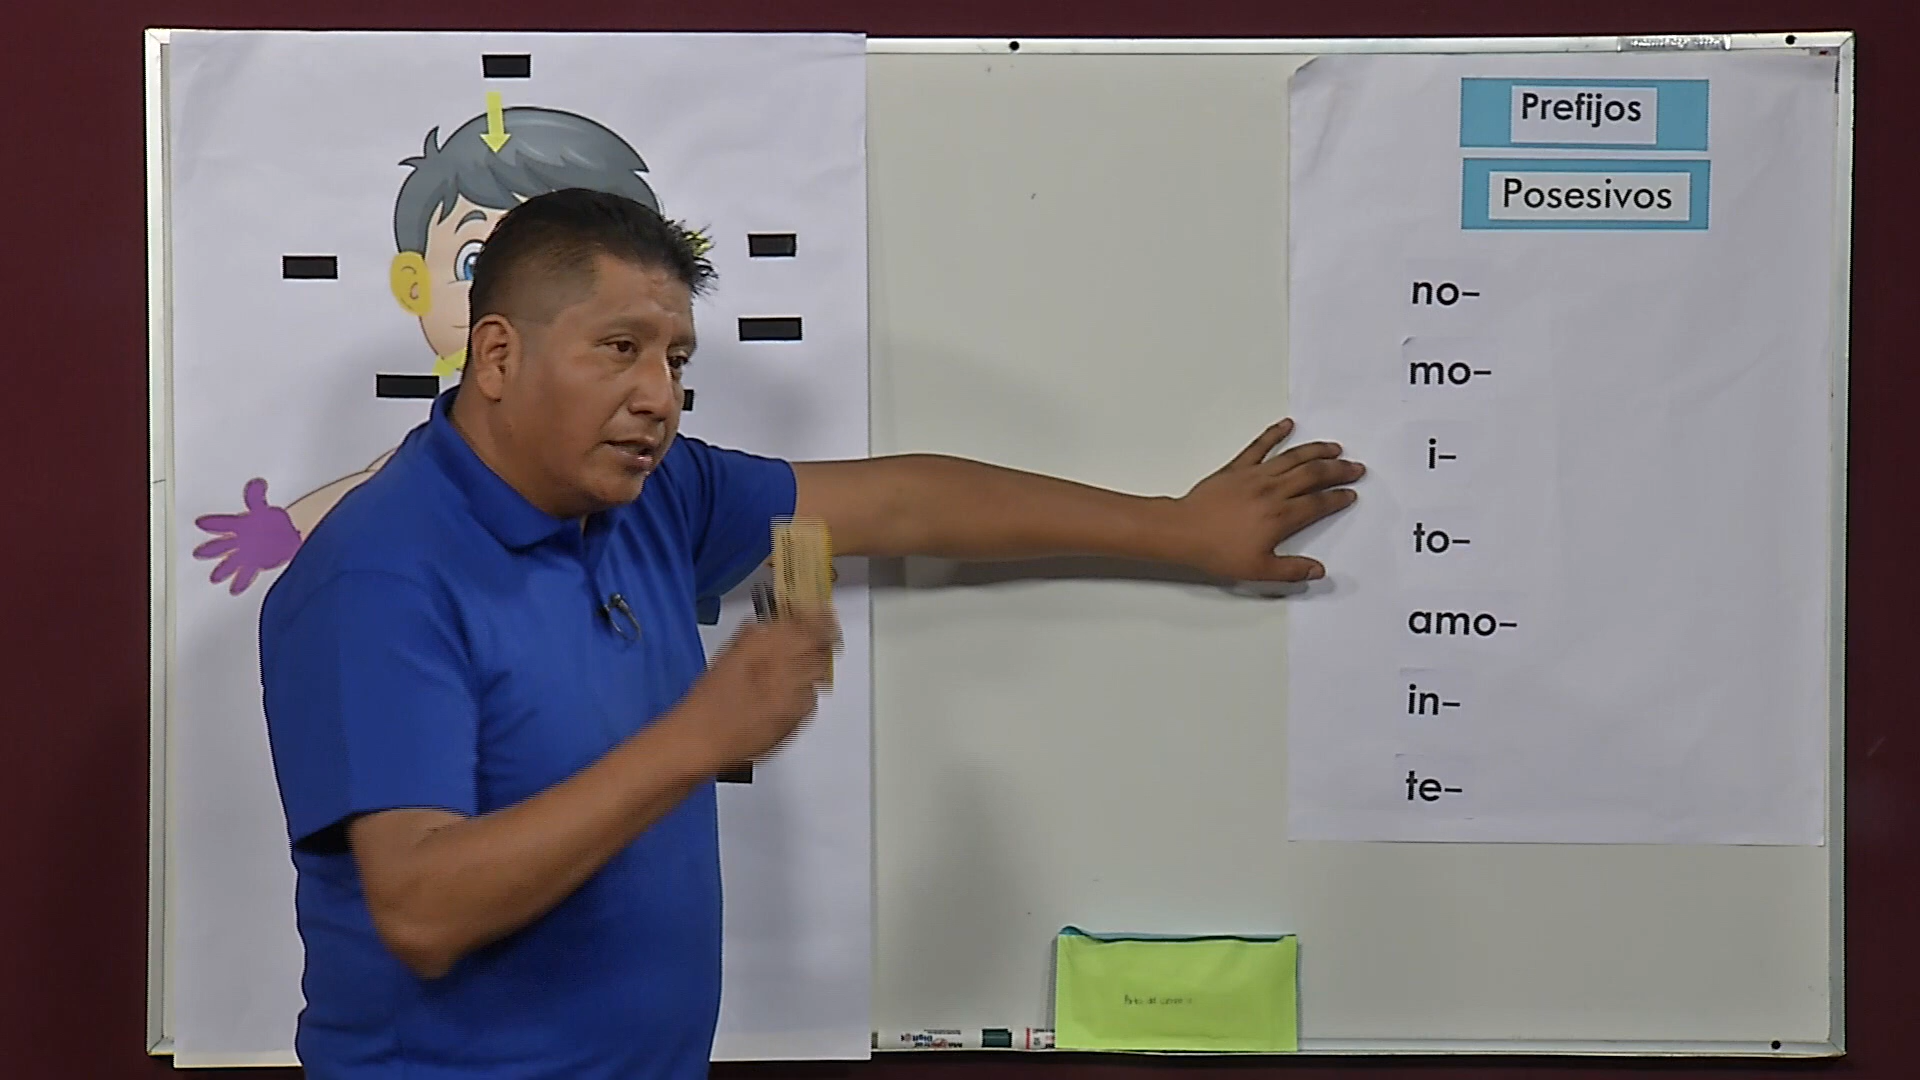 Prefijos
Posesivos
no–
mo–
i–
to–
amo–
in–
te–